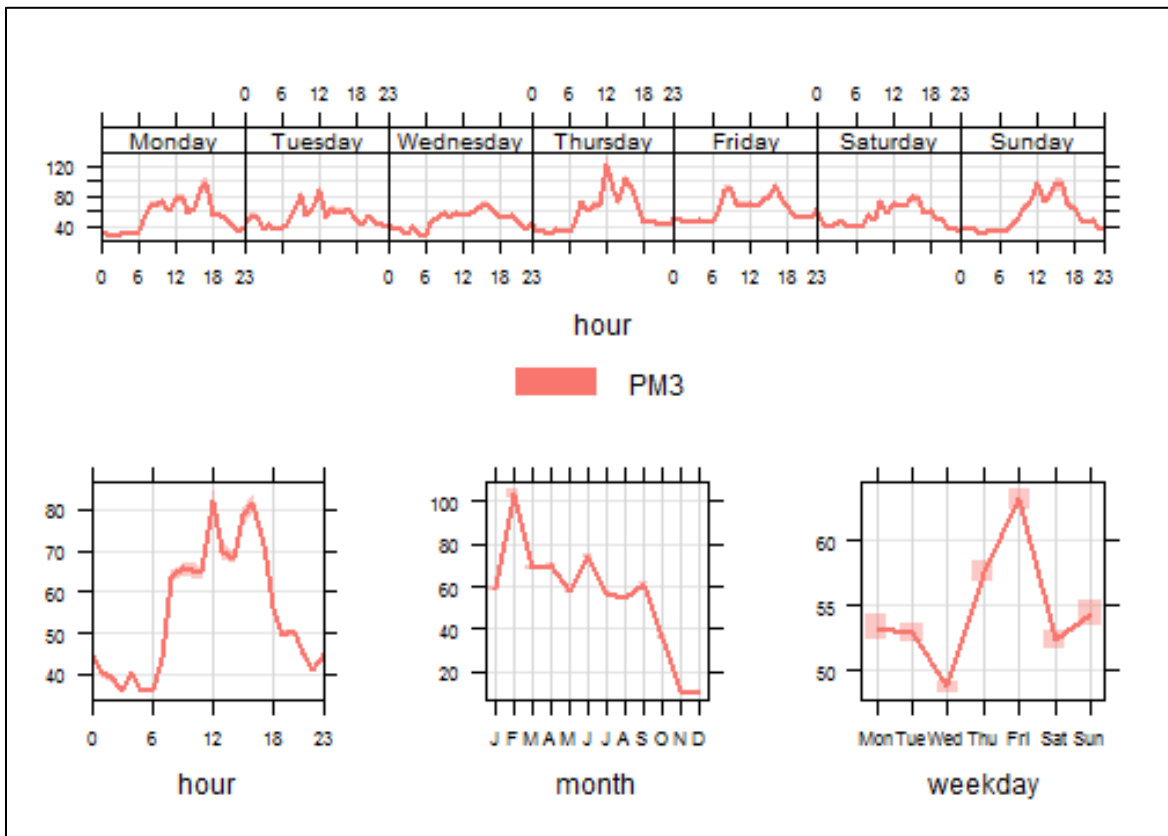 0 6 12 18 23 0 6 12 18 23 0 6 12 18 23
Monday Tuesday Wednesday Thursday Friday Saturday Sunday
120
80
40
0 6 12 18 23 0 6 12 18 23 0 6 12 18 23 0 6 12 18 23
hour
PM3
80
70
60
50
40
0 6 12 18 23
hour
100
80
60
40
20
J F M A M J J A S O N D
month
60
55
50
Mon Tue Wed Thu Fri Sat Sun
weekday